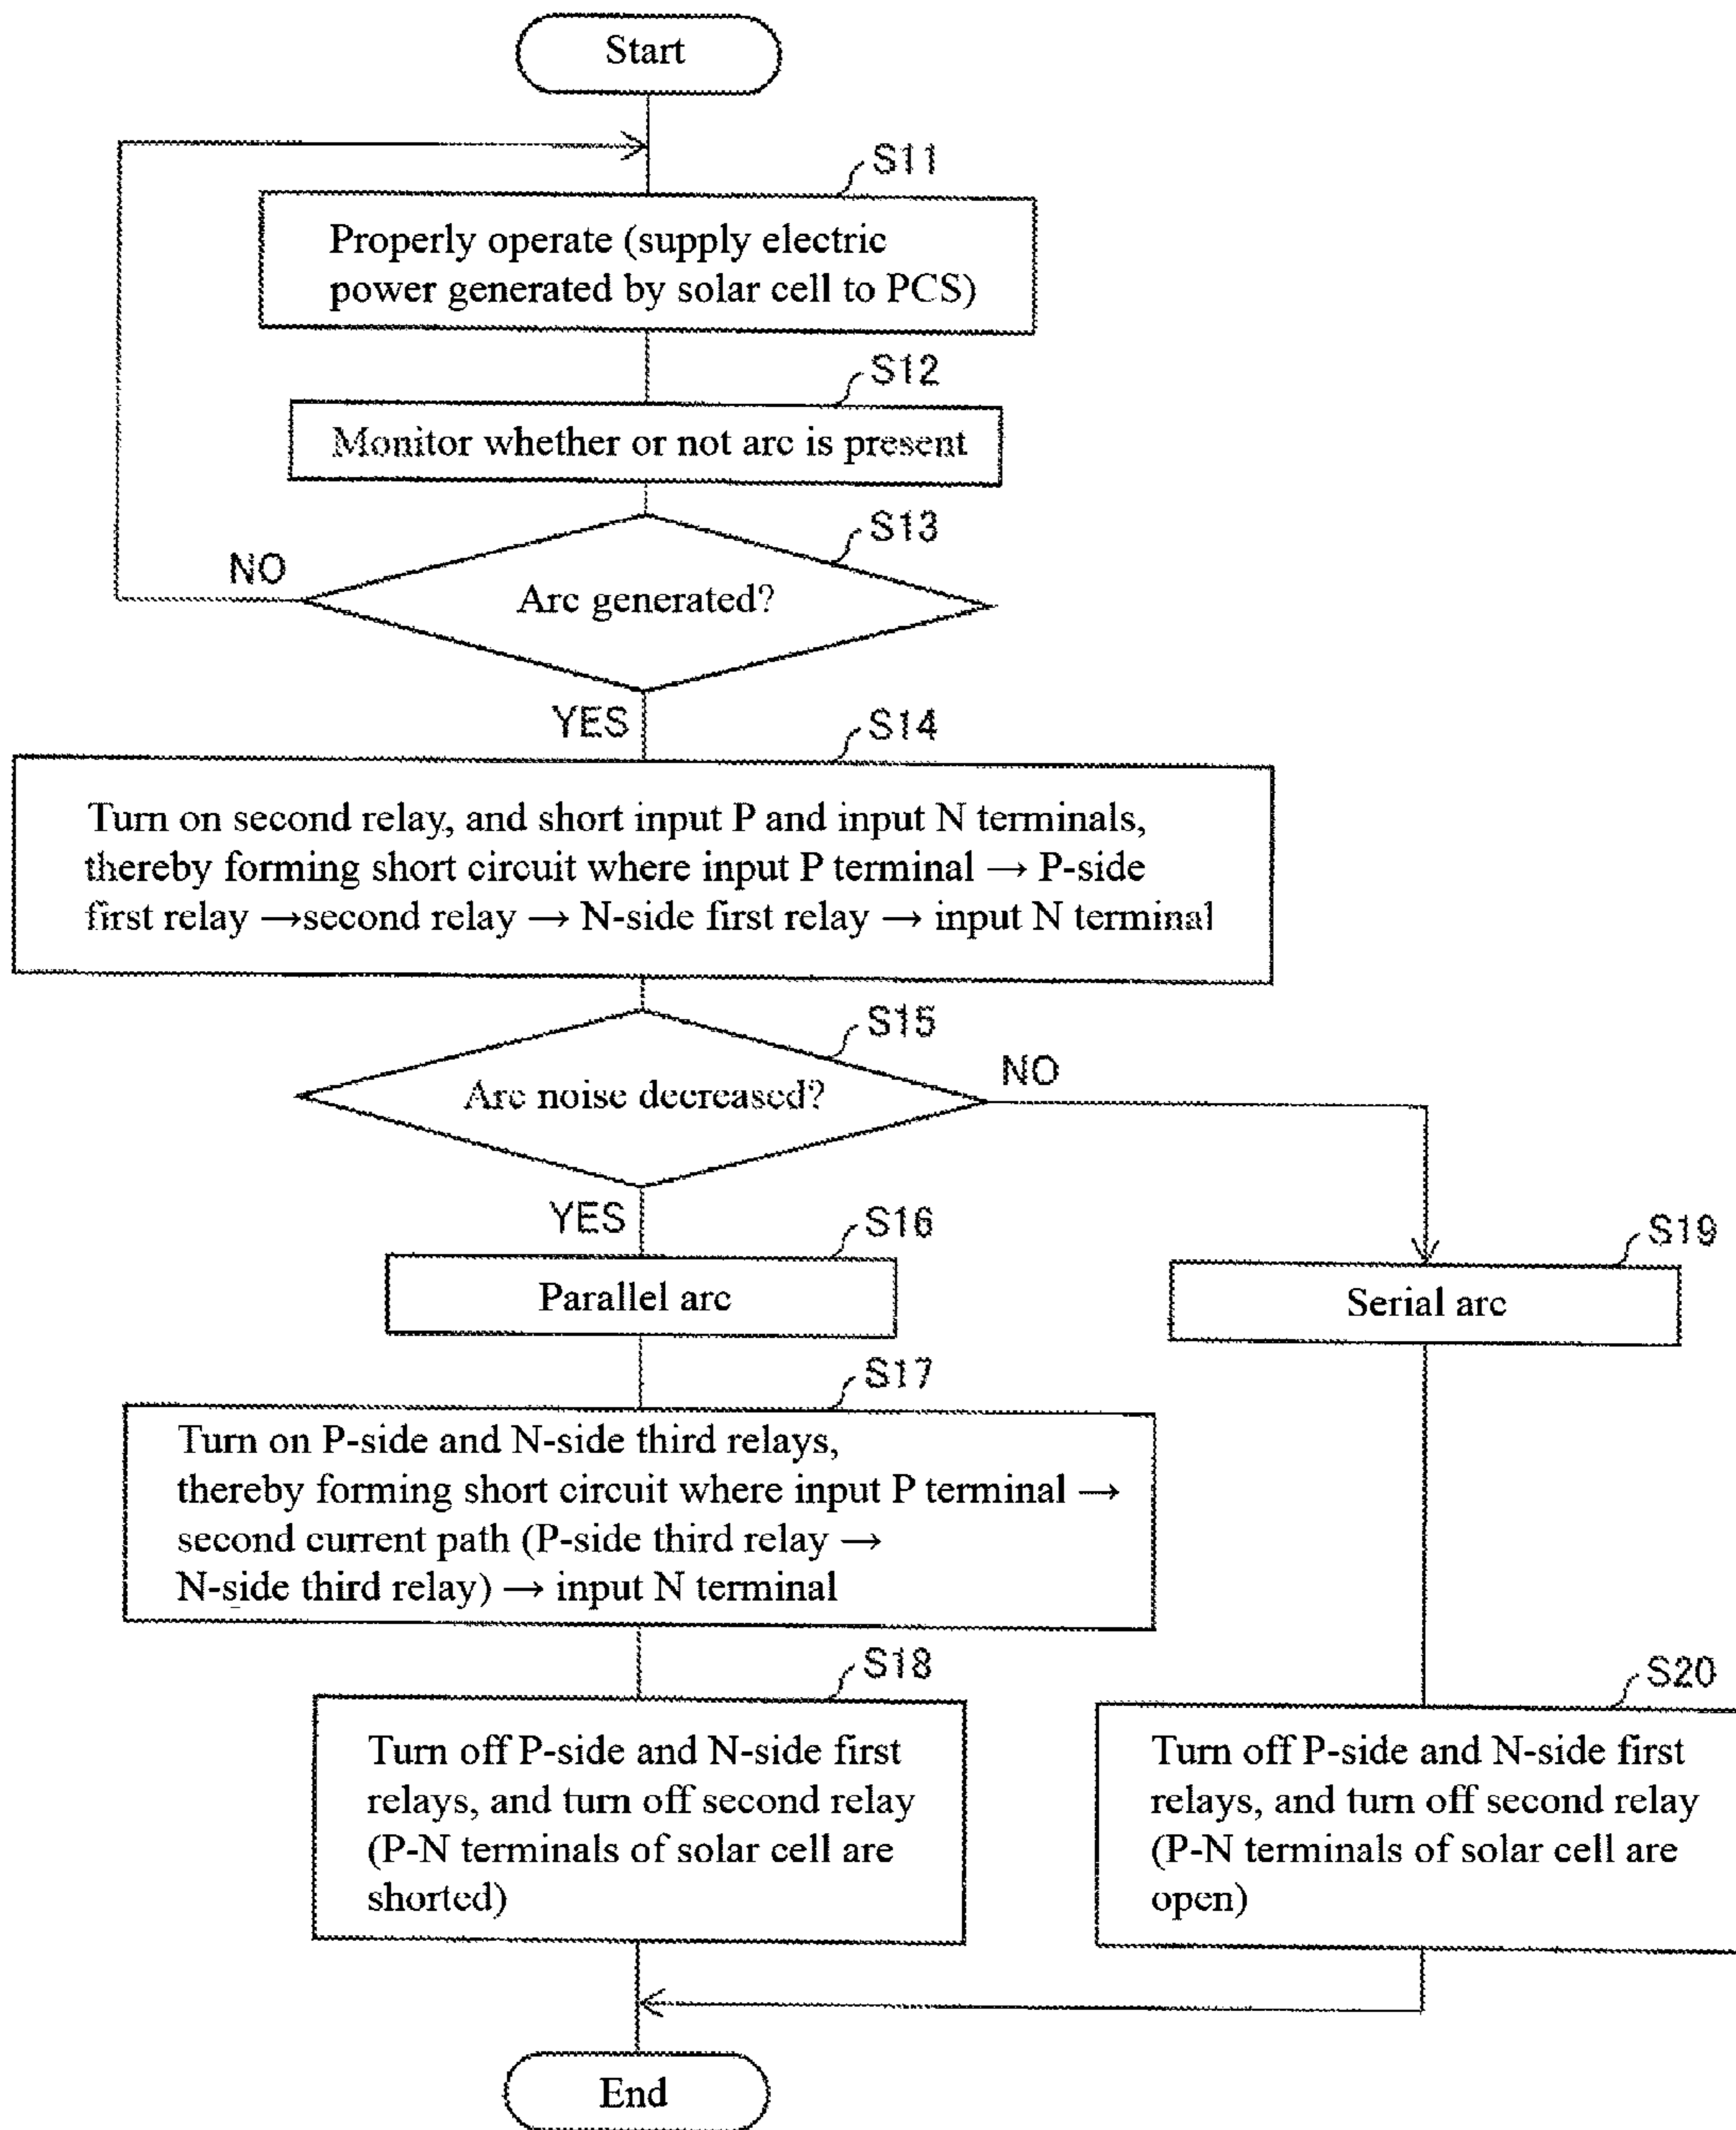 Start
S11
Properly operate (supply electric
power generated by solar cell to PCS)
S12
Monitor whether or not arc is present
S13
NO
Arc generated?
YES
S14
Turn on second relay, and short input P and input N terminals,
thereby forming short circuit where input P terminal → P-side
first relay →second relay → N-side first relay → input N terminal
S15
NO
Arc noise decreased?
YES
S16
Parallel arc
S19
Serial arc
S17
Turn on P-side and N-side third relays,
thereby forming short circuit where input P terminal →
second current path (P-side third relay →
N-side third relay) → input N terminal
S18
Turn off P-side and N-side first
relays, and turn off second relay
(P-N terminals of solar cell are
shorted)
S20
Turn off P-side and N-side first
relays, and turn off second relay
(P-N terminals of solar cell are
open)
End